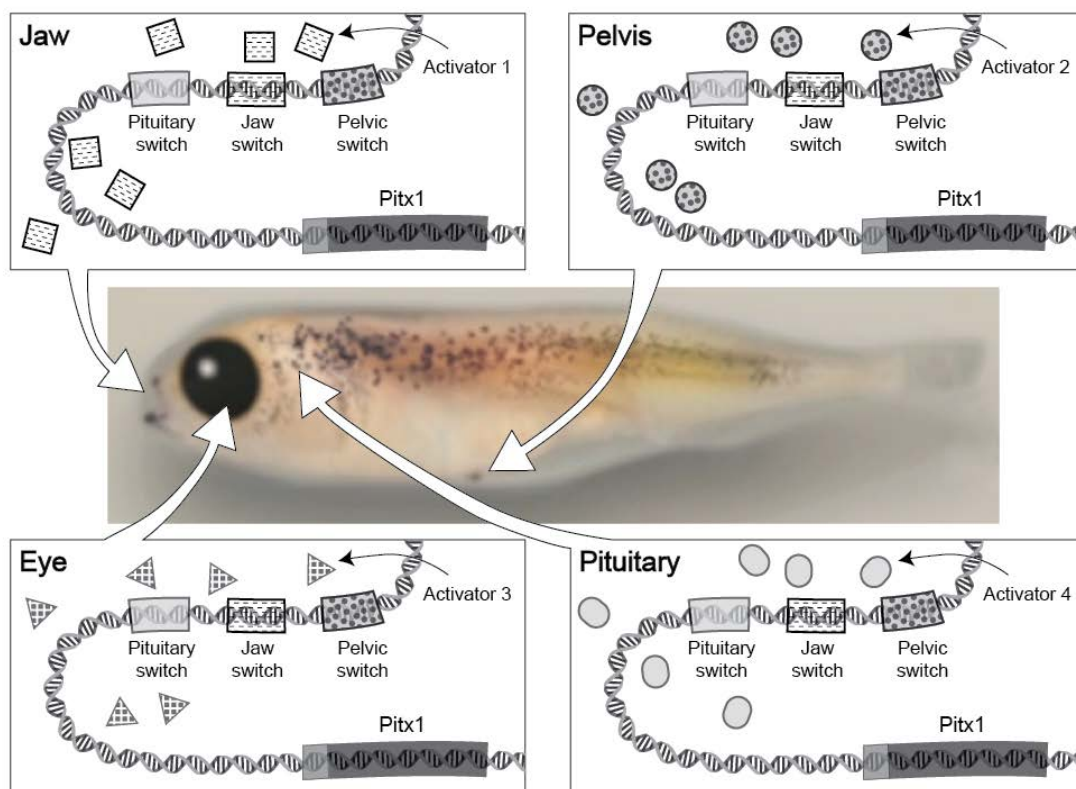 Jaw
Activator 1
Pituitary switch
Jaw switch
Pelvic switch
Pitx1
Pelvis
Activator 2
Pituitary switch
Jaw switch
Pelvic switch
Pitx1
Eye
Activator 3
Pituitary switch
Jaw switch
Pelvic switch
Pitx1
Pituitary
Activator 4
Pituitary switch
Jaw switch
Pelvic switch
Pitx1